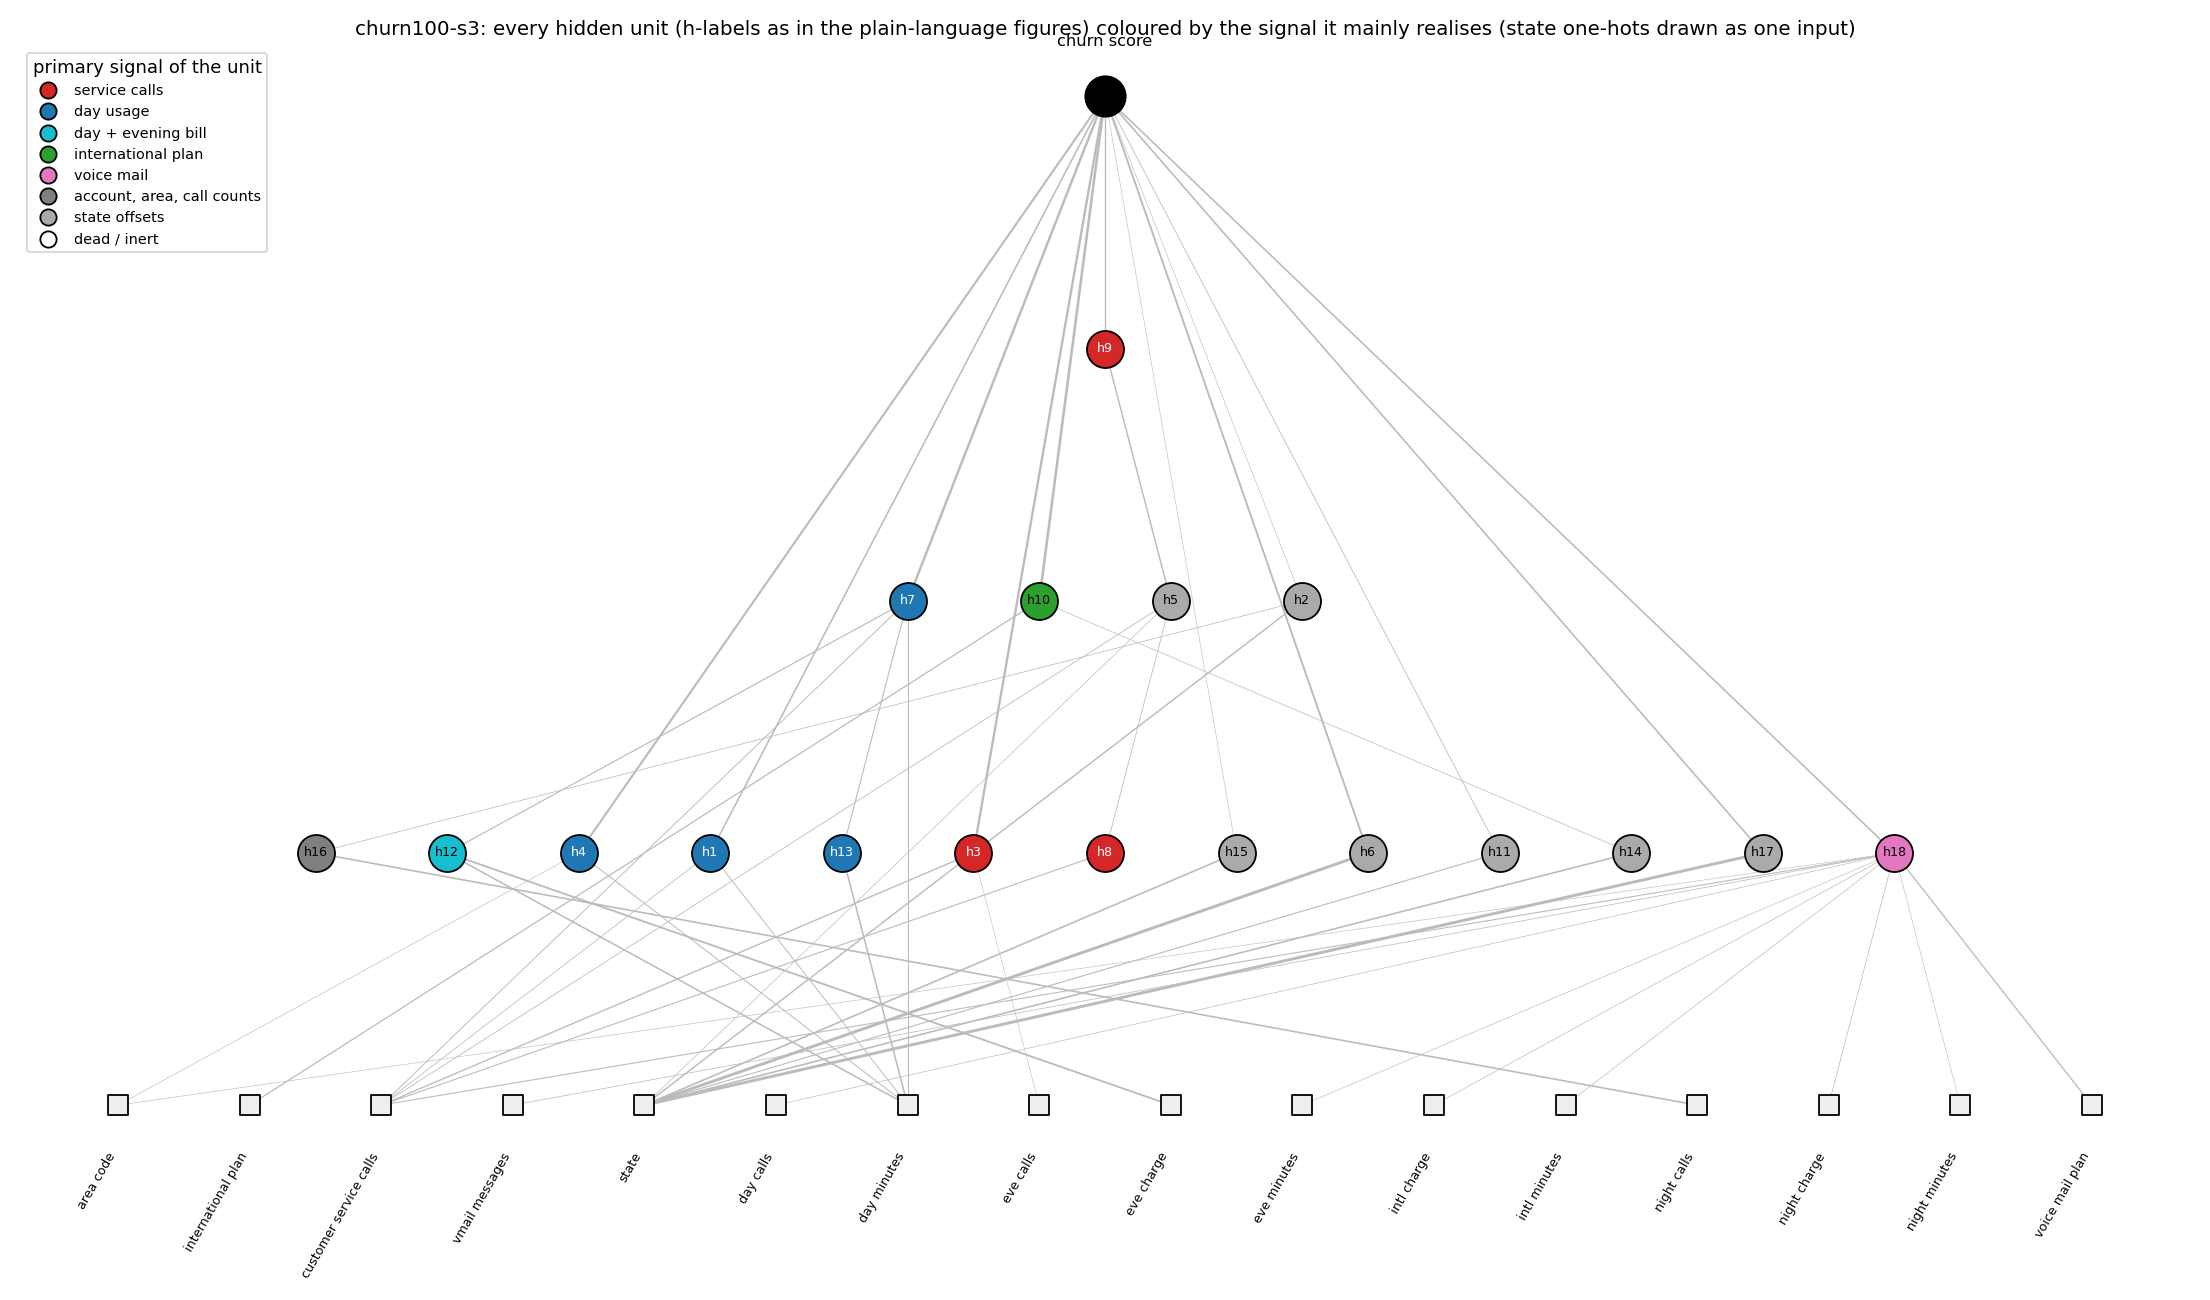 churn100-s3: every hidden unit (h-labels as in the plain-language figures) coloured by the signal it mainly realises (state one-hots drawn as one input)
churn score
primary signal of the unit
service calls
day usage
day + evening bill
international plan
voice mail
account, area, call counts
state offsets
dead / inert
h9
h7
h10
h5
h2
h16
h12
h4
h1
h13
h3
h8
h15
h6
h11
h14
h17
h18
area code
international plan
customer service calls
vmail messages
state
day calls
day minutes
eve calls
eve charge
eve minutes
intl charge
intl minutes
night calls
night charge
night minutes
voice mail plan